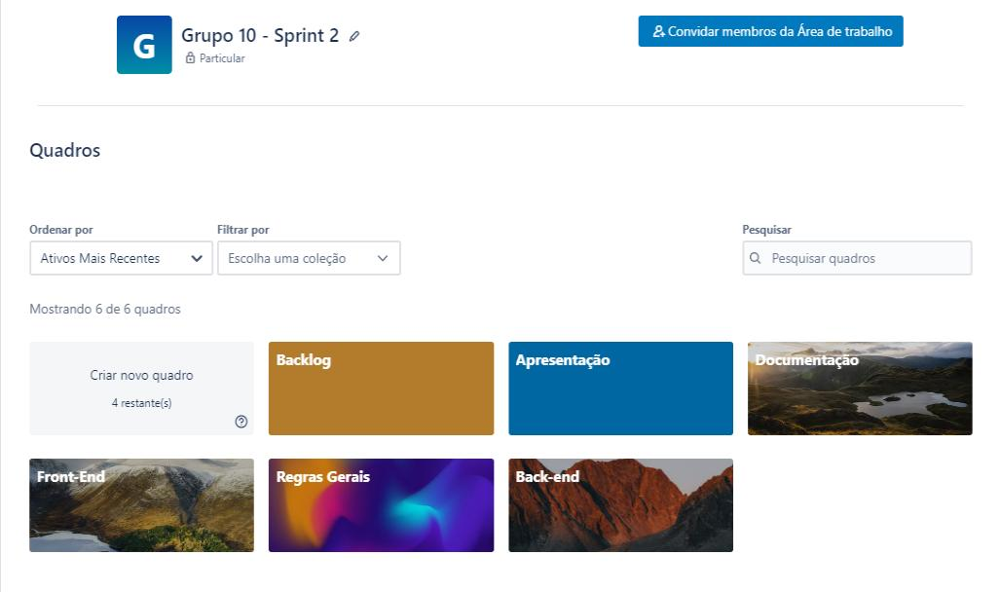 G
Grupo 10 - Sprint 2
Particular
Convidar membros da Área de trabalho
Quadros
Ordenar por
Filtrar por
Pesquisar
Ativos Mais Recentes
Escolha uma coleção
Pesquisar quadros
Mostrando 6 de 6 quadros
Criar novo quadro
4 restante(s)
Backlog
Apresentação
Documentação
Front-End
Regras Gerais
Back-end